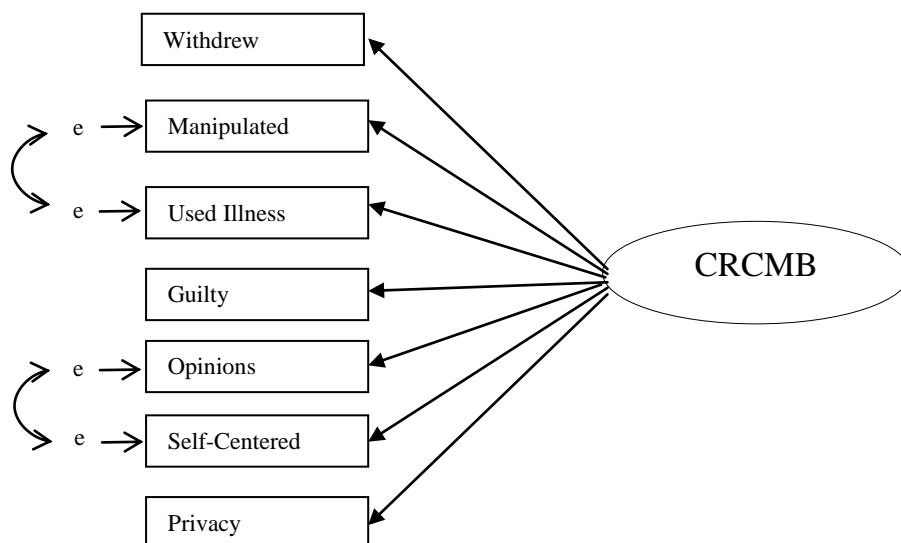 Withdrew
e
Manipulated
e
Used Illness
CRCMB
Guilty
e
Opinions
e
Self-Centered
Privacy